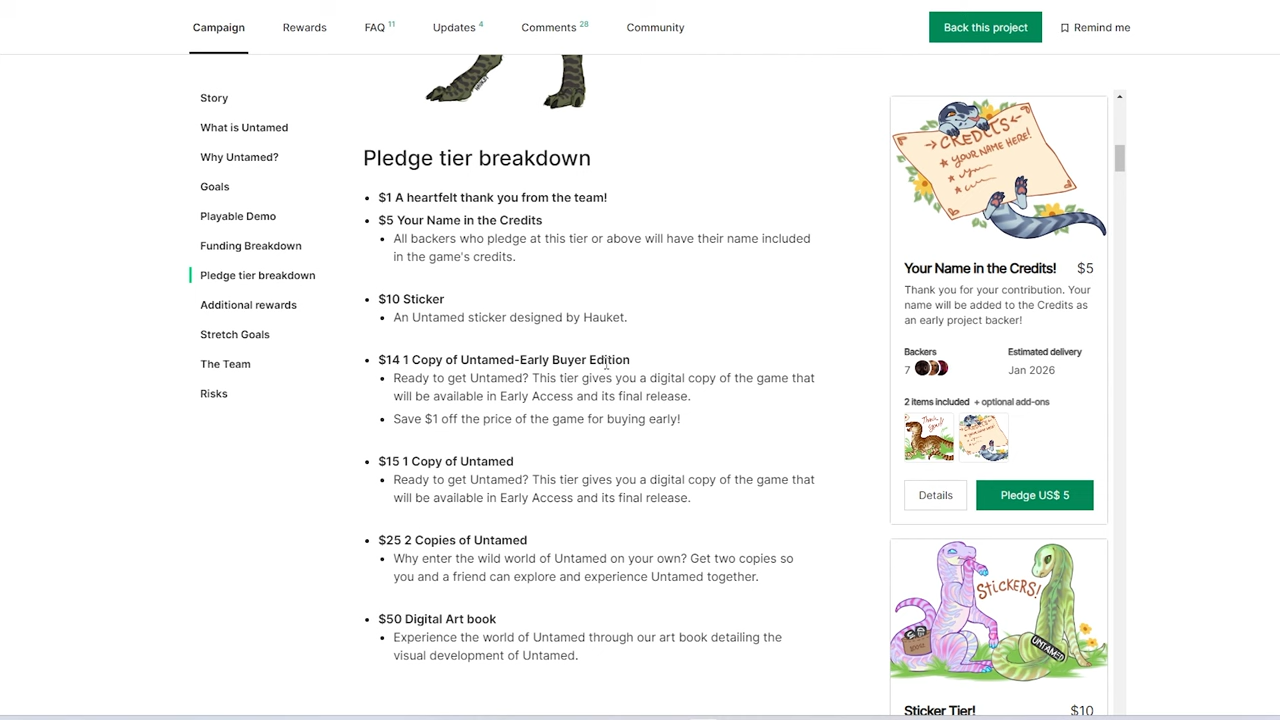 Campaign
Rewards
FAQ 11
Updates 4
Comments 28
Community
Back this project
Remind me
Story
What is Untamed
Why Untamed?
Goals
Playable Demo
Funding Breakdown
Pledge tier breakdown
Additional rewards
Stretch Goals
The Team
Risks
Pledge tier breakdown
$1 A heartfelt thank you from the team!
$5 Your Name in the Credits
All backers who pledge at this tier or above will have their name included
in the game's credits.
$10 Sticker
An Untamed sticker designed by Hauket.
$14 1 Copy of Untamed-Early Buyer Edition
Ready to get Untamed? This tier gives you a digital copy of the game that
will be available in Early Access and its final release.
Save $1 off the price of the game for buying early!
$15 1 Copy of Untamed
Ready to get Untamed? This tier gives you a digital copy of the game that
will be available in Early Access and its final release.
$25 2 Copies of Untamed
Why enter the wild world of Untamed on your own? Get two copies so
you and a friend can explore and experience Untamed together.
$50 Digital Art book
Experience the world of Untamed through our art book detailing the
visual development of Untamed.
CREDITS
YOUR NAME HERE!
Your Name in the Credits! $5
Thank you for your contribution. Your
name will be added to the Credits as
an early project backer!
Backers
7
Estimated delivery
Jan 2026
2 items included + optional add-ons
Details
Pledge US$ 5
STICKERS!
UNTAMED
Sticker Tier! $10